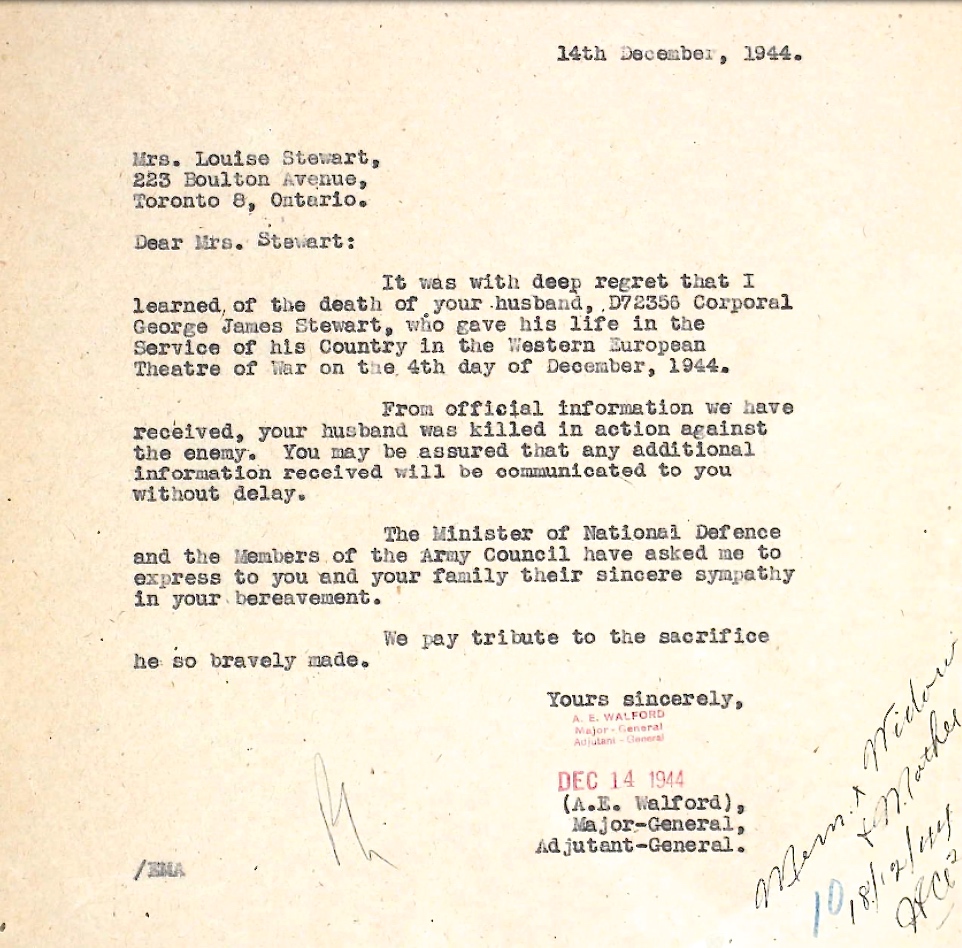 14th December, 1944.
Mrs. Louise Stewart,
223 Boulton Avenue,
Toronto 8, Ontario.
Dear Mrs. Stewart:
It was with deep regret that I
learned of the death of your husband, D72356 Corporal
George James Stewart, who gave his life in the
Service of his Country in the Western European
Theatre of War on the 4th day of December, 1944.
From official information we have
received, your husband was killed in action against
the enemy. You may be assured that any additional
information received will be communicated to you
without delay.
The Minister of National Defence
and the Members of the Army Council have asked me to
express to you and your family their sincere sympathy
in your bereavement.
We pay tribute to the sacrifice
he so bravely made.
Yours sincerely,
A. E. WALFORD
Major - General
Adjutant - General
DEC 14 1944
(A.E. Walford),
Major-General,
Adjutant-General.
/EMA
Mem. x Widow
& Mother
10 18/12/44